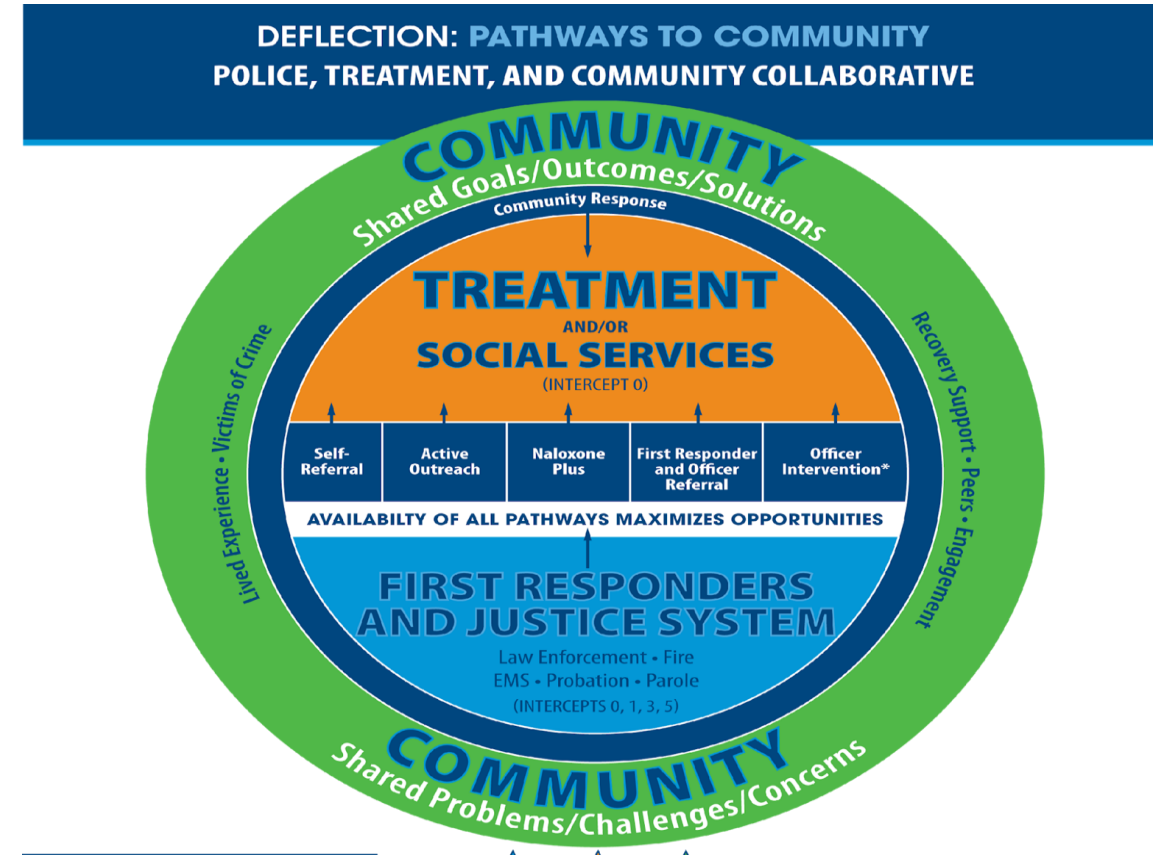 DEFLECTION: PATHWAYS TO COMMUNITY
POLICE, TREATMENT, AND COMMUNITY COLLABORATIVE
COMMUNITY
Shared Goals/Outcomes/Solutions
Community Response
Lived Experience • Victims of Crime
Recovery Support • Peers • Engagement
TREATMENT
AND/OR
SOCIAL SERVICES
(INTERCEPT 0)
Self-
Referral
Active
Outreach
Naloxone
Plus
First Responder
and Officer
Referral
Officer
Intervention*
AVAILABILTY OF ALL PATHWAYS MAXIMIZES OPPORTUNITIES
FIRST RESPONDERS
AND JUSTICE SYSTEM
Law Enforcement • Fire
EMS • Probation • Parole
(INTERCEPTS 0, 1, 3, 5)
COMMUNITY
Shared Problems/Challenges/Concerns